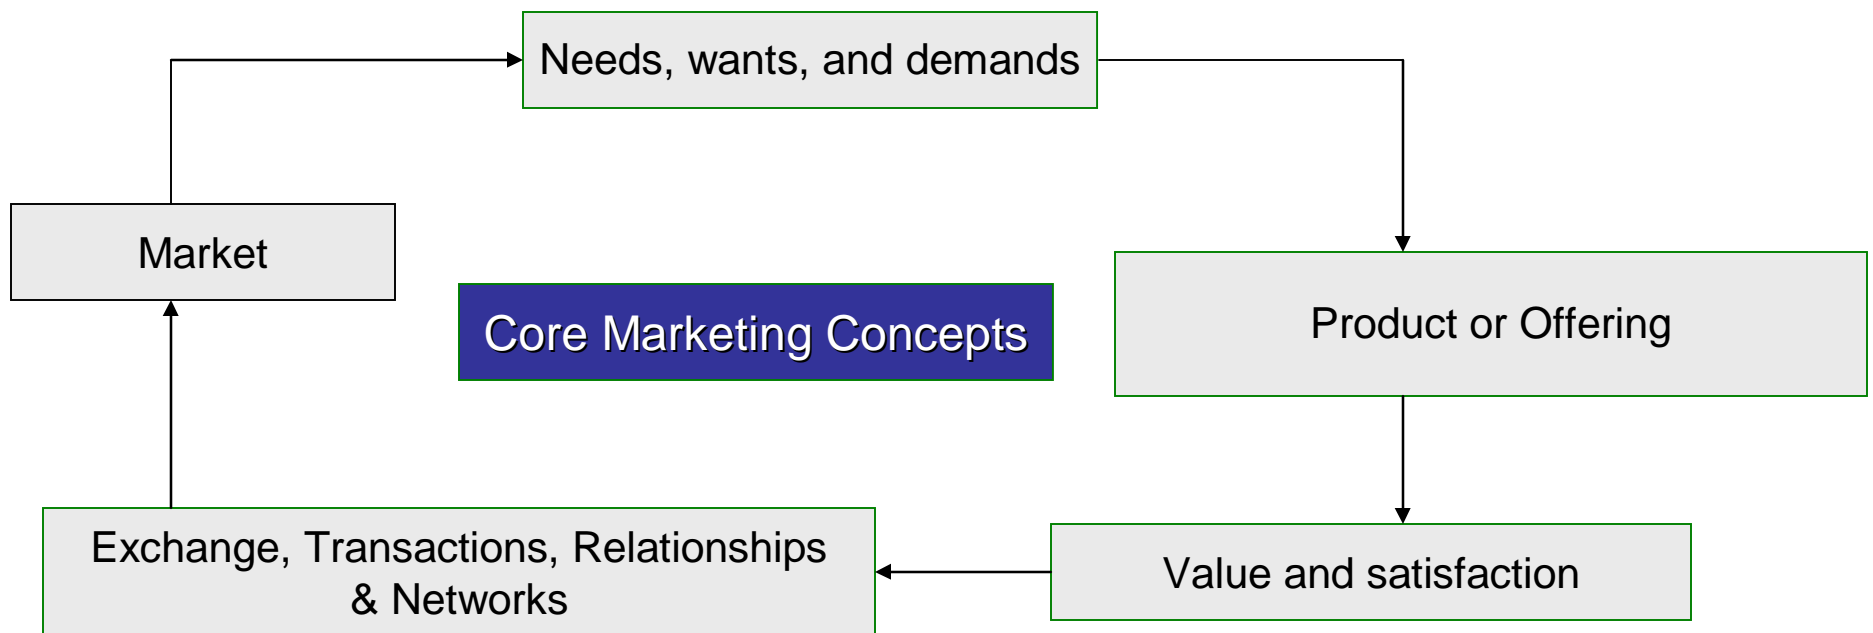 Needs, wants, and demands
Market
Core Marketing Concepts
Product or Offering
Exchange, Transactions, Relationships
& Networks
Value and satisfaction